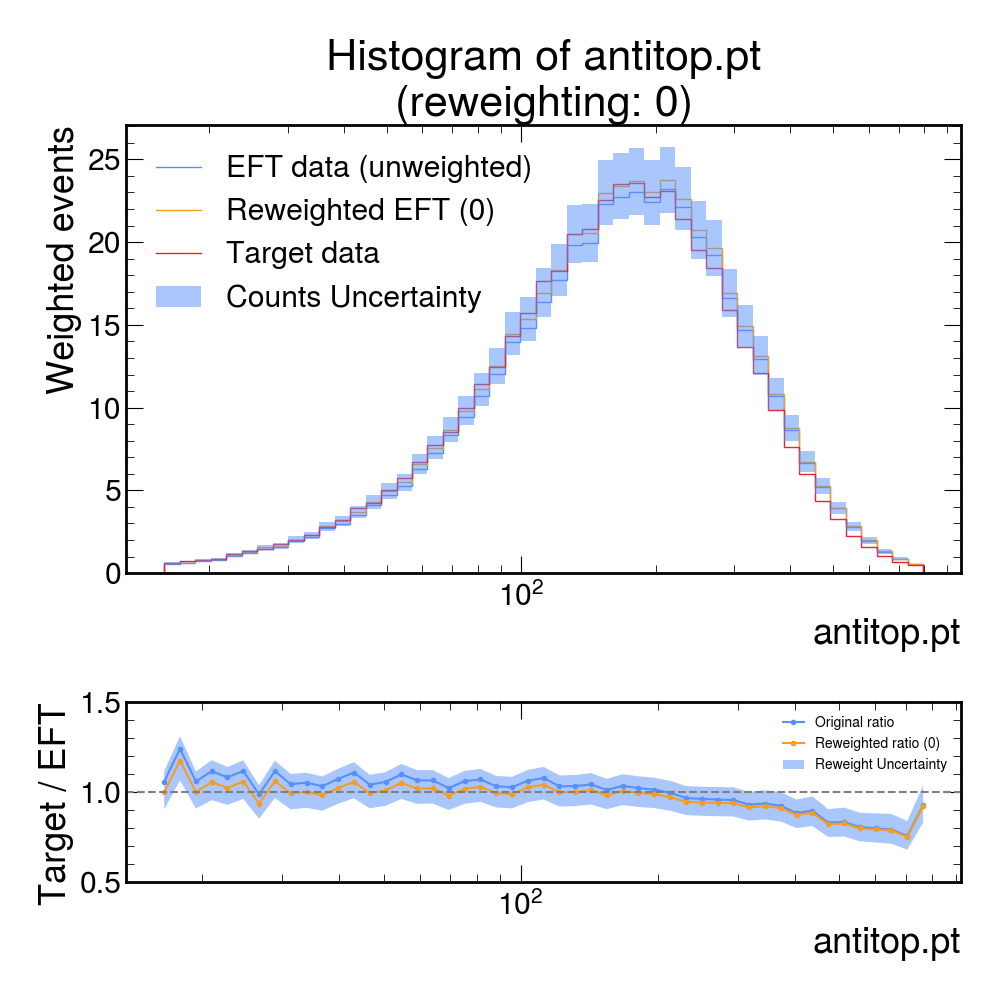 Histogram of antitop.pt
(reweighting: 0)
Weighted events
25
20
15
10
5
0
EFT data (unweighted)
Reweighted EFT (0)
Target data
Counts Uncertainty
10²
antitop.pt
Target / EFT
1.5
1.0
0.5
Original ratio
Reweighted ratio (0)
Reweight Uncertainty
10²
antitop.pt